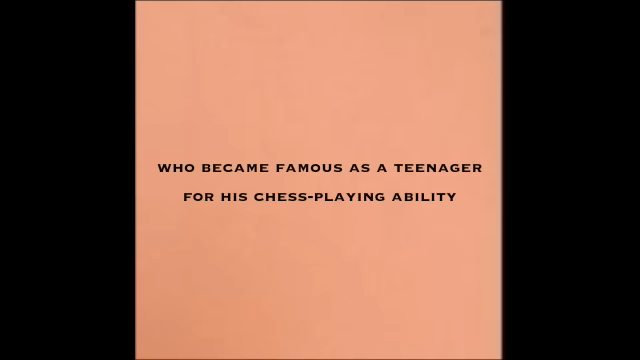 WHO BECAME FAMOUS AS A TEENAGER
FOR HIS CHESS-PLAYING ABILITY